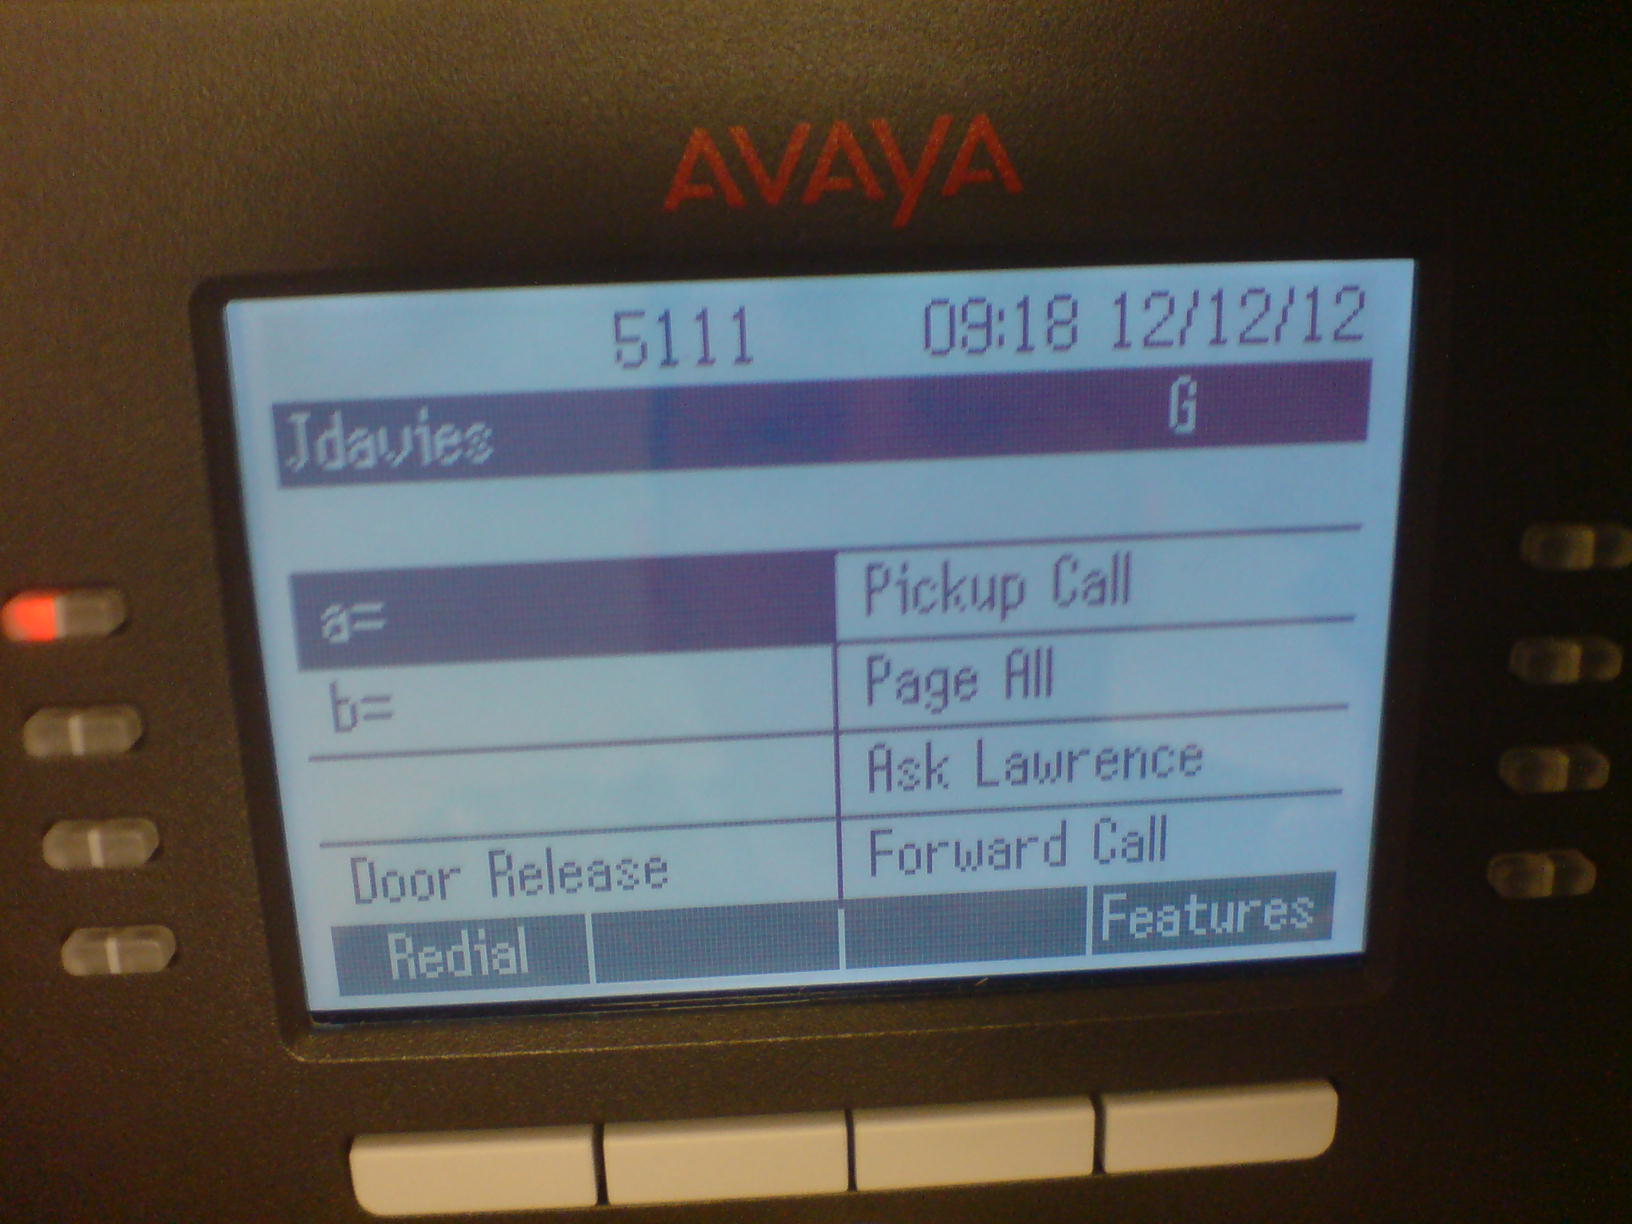 AVAYA
5111 09:18 12/12/12
Jdavies G
a=
Pickup Call
b=
Page All
Ask Lawrence
Door Release
Forward Call
Redial
Features